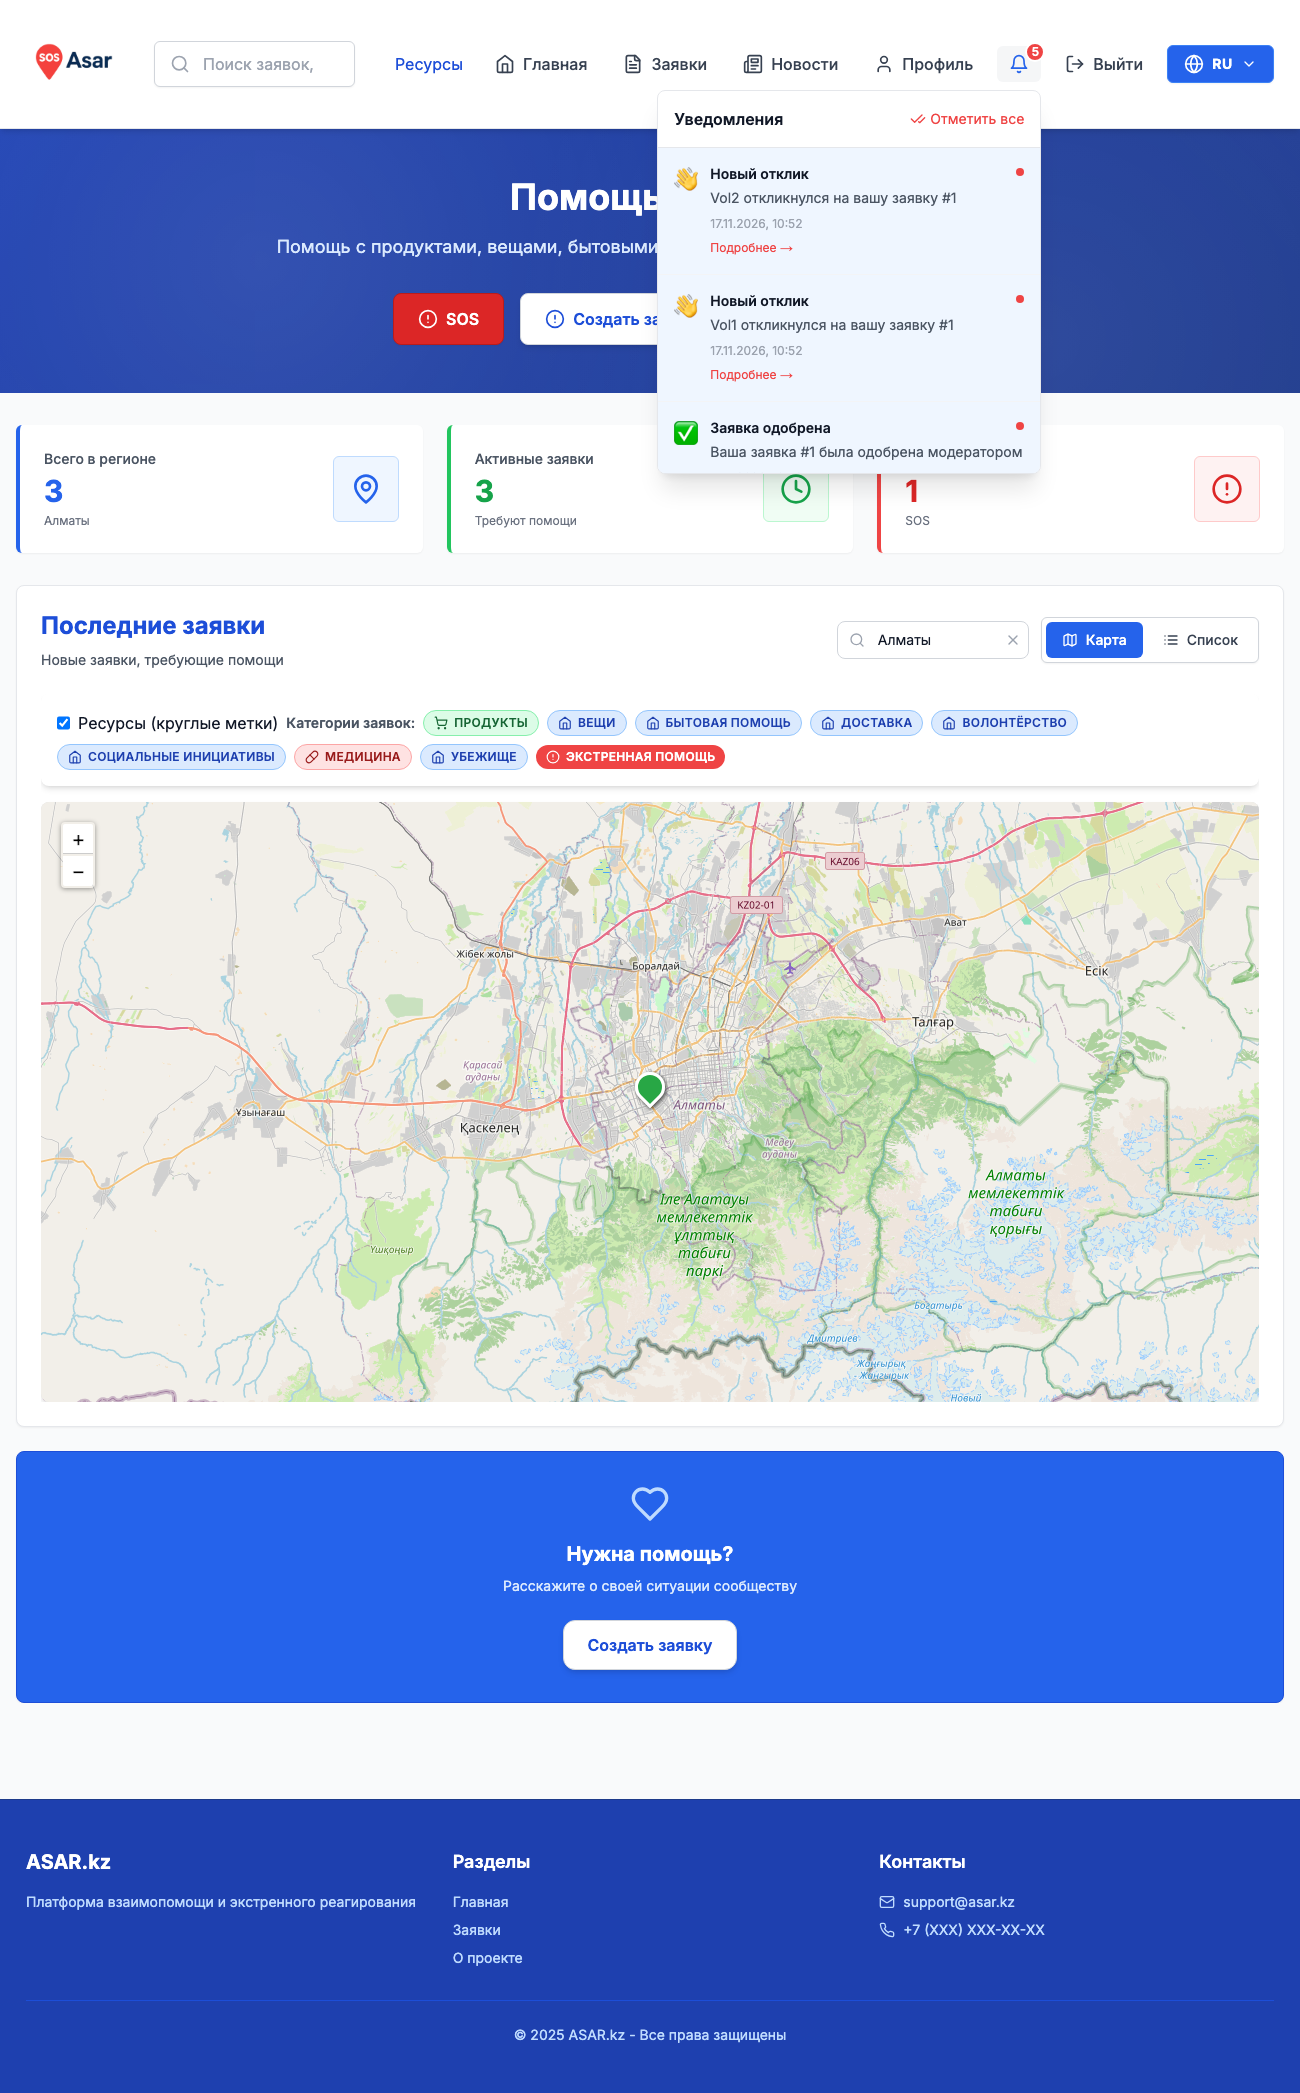 SOS Asar
Поиск заявок,
Ресурсы
Главная
Заявки
Новости
Профиль
5
Выйти
RU
Уведомления
Отметить все
Новый отклик
Vol2 откликнулся на вашу заявку #1
17.11.2026, 10:52
Подробнее →
Новый отклик
Vol1 откликнулся на вашу заявку #1
17.11.2026, 10:52
Подробнее →
Заявка одобрена
Ваша заявка #1 была одобрена модератором
Помощь
Помощь с продуктами, вещами, бытовыми
SOS
Создать за
Всего в регионе
3
Алматы
Активные заявки
3
Требуют помощи
1
SOS
Последние заявки
Новые заявки, требующие помощи
Алматы
Карта
Список
Ресурсы (круглые метки)
Категории заявок:
ПРОДУКТЫ
ВЕЩИ
БЫТОВАЯ ПОМОЩЬ
ДОСТАВКА
ВОЛОНТЁРСТВО
СОЦИАЛЬНЫЕ ИНИЦИАТИВЫ
МЕДИЦИНА
УБЕЖИЩЕ
ЭКСТРЕННАЯ ПОМОЩЬ
+
−
KAZ06
KZ02-01
Ават
Жібек жолы
Боралдай
Есік
Талғар
Қарасай
ауданы
Ұзынағаш
Қаскелең
Алматы
Медеу
ауданы
Алматы
мемлекеттік
табиғи
қорығы
Іле Алатауы
мемлекеттік
ұлттық
табиғи
паркі
Үшқоңыр
Богатырь
Дмитриев
Жаңғырық
- Жангырык
Новый
Нужна помощь?
Расскажите о своей ситуации сообществу
Создать заявку
ASAR.kz
Платформа взаимопомощи и экстренного реагирования
Разделы
Главная
Заявки
О проекте
Контакты
support@asar.kz
+7 (XXX) XXX-XX-XX
© 2025 ASAR.kz - Все права защищены